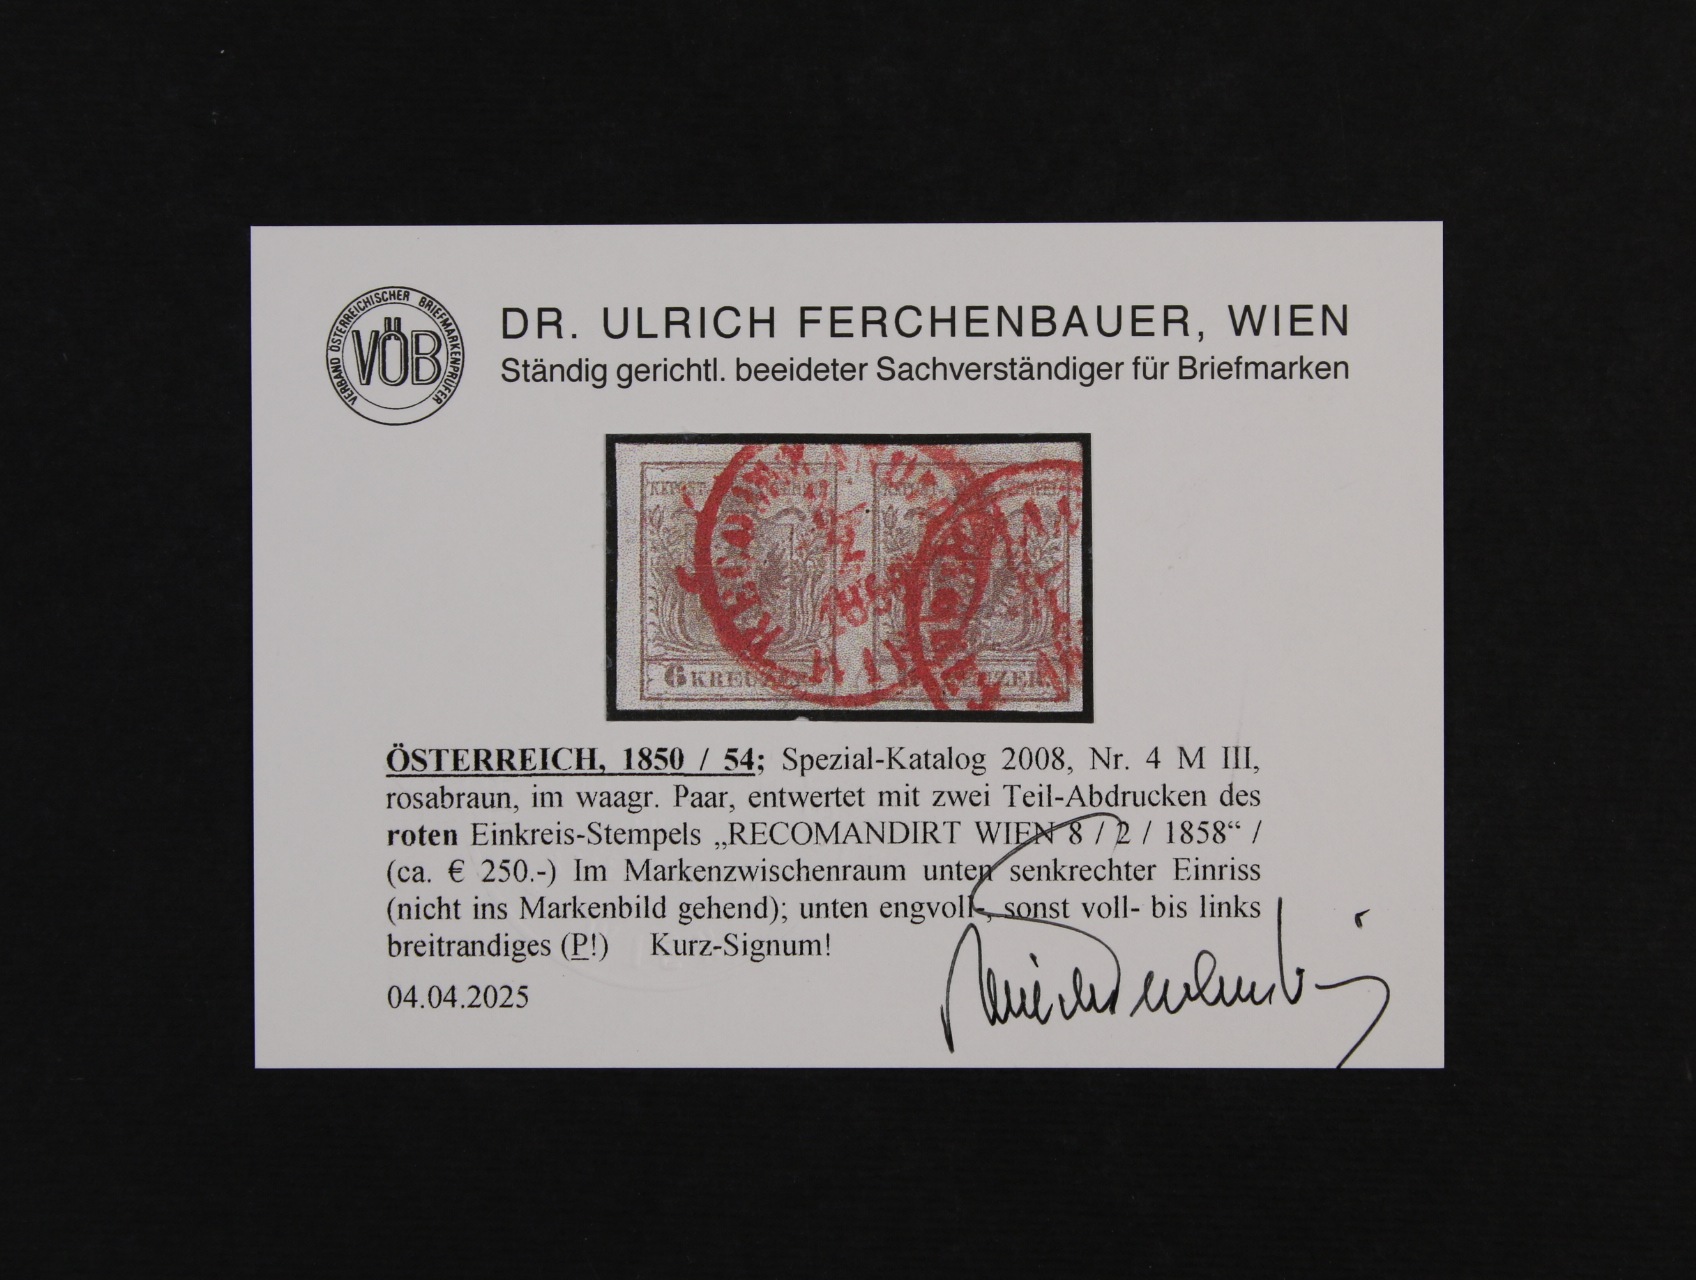 VERBAND ÖSTERREICHISCHER BRIEFMARKENPRÜFER
VÖB
DR. ULRICH FERCHENBAUER, WIEN
Ständig gerichtl. beeideter Sachverständiger für Briefmarken
KKPOST
6 KREUZER
ÖSTERREICH, 1850 / 54; Spezial-Katalog 2008, Nr. 4 M III,
rosabraun, im waagr. Paar, entwertet mit zwei Teil-Abdrucken des
roten Einkreis-Stempels „RECOMANDIRT WIEN 8 / 2 / 1858“ /
(ca. € 250.-) Im Markenzwischenraum unten senkrechter Einriss
(nicht ins Markenbild gehend); unten engvoll-, sonst voll- bis links
breitrandiges (P!) Kurz-Signum!
04.04.2025